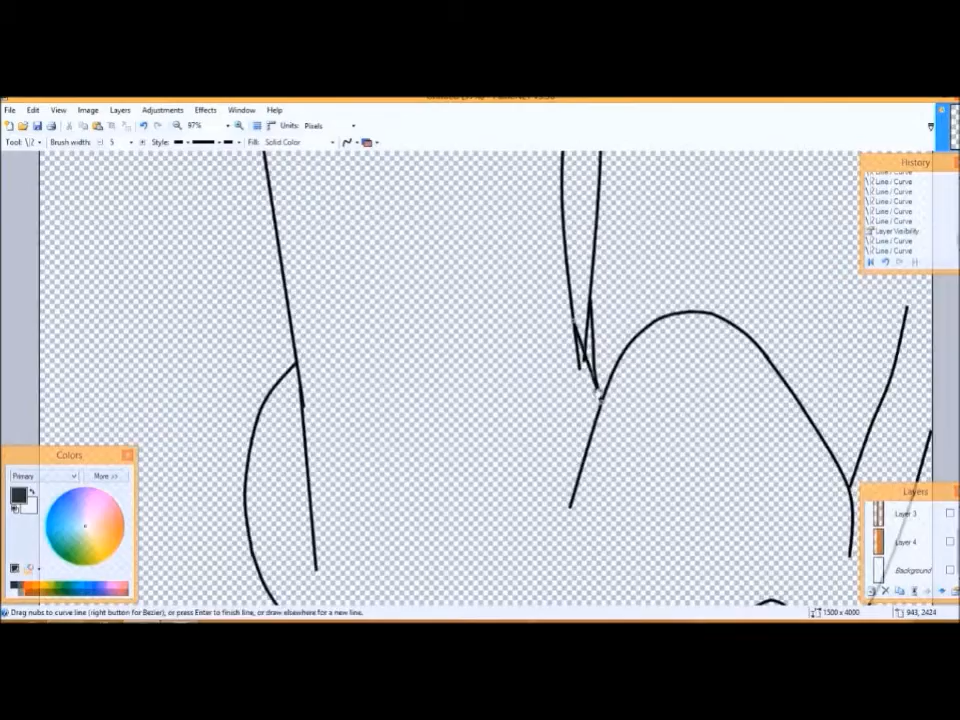 File Edit View Image Layers Adjustments Effects Window Help
97% Units: Pixels
Tool: Brush width: 5 Style: Fill: Solid Color
History
Line / Curve
Line / Curve
Line / Curve
Line / Curve
Line / Curve
Line / Curve
Layer Visibility
Line / Curve
Line / Curve
Colors
Primary More >>
Layers
Layer 3
Layer 4
Background
Drag nubs to curve line (right button for Bezier), or press Enter to finish line, or draw elsewhere for a new line.
1500 x 4000
943, 2424